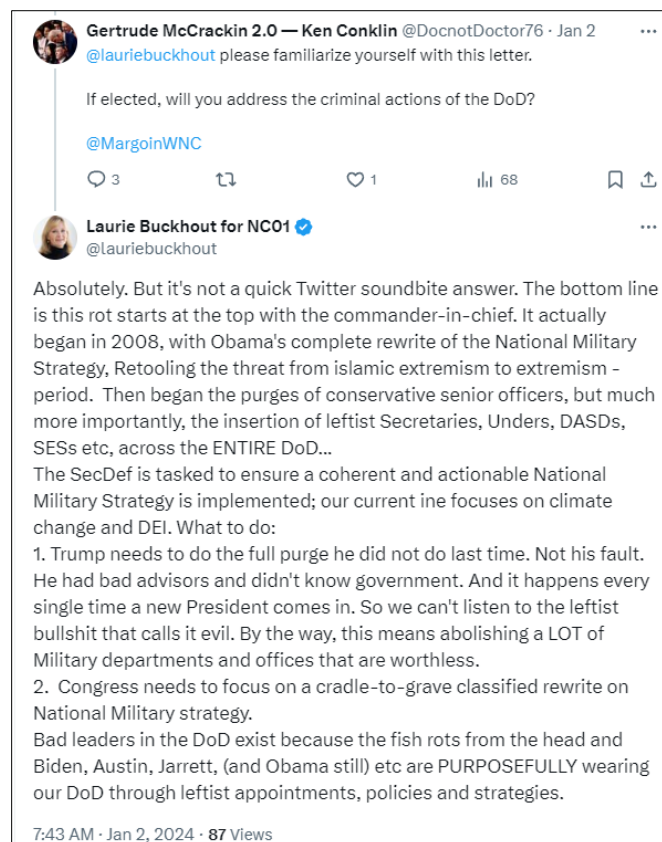 Gertrude McCrackin 2.0 — Ken Conklin @DocnotDoctor76 · Jan 2
@lauriebuckhout please familiarize yourself with this letter.
If elected, will you address the criminal actions of the DoD?
@MargoinWNC
3 1 68
Laurie Buckhout for NC01
@lauriebuckhout
Absolutely. But it's not a quick Twitter soundbite answer. The bottom line
is this rot starts at the top with the commander-in-chief. It actually
began in 2008, with Obama's complete rewrite of the National Military
Strategy, Retooling the threat from islamic extremism to extremism -
period.  Then began the purges of conservative senior officers, but much
more importantly, the insertion of leftist Secretaries, Unders, DASDs,
SESs etc, across the ENTIRE DoD...
The SecDef is tasked to ensure a coherent and actionable National
Military Strategy is implemented; our current ine focuses on climate
change and DEI. What to do:
1. Trump needs to do the full purge he did not do last time. Not his fault.
He had bad advisors and didn't know government. And it happens every
single time a new President comes in. So we can't listen to the leftist
bullshit that calls it evil. By the way, this means abolishing a LOT of
Military departments and offices that are worthless.
2.  Congress needs to focus on a cradle-to-grave classified rewrite on
National Military strategy.
Bad leaders in the DoD exist because the fish rots from the head and
Biden, Austin, Jarrett, (and Obama still) etc are PURPOSEFULLY wearing
our DoD through leftist appointments, policies and strategies.
7:43 AM · Jan 2, 2024 · 87 Views